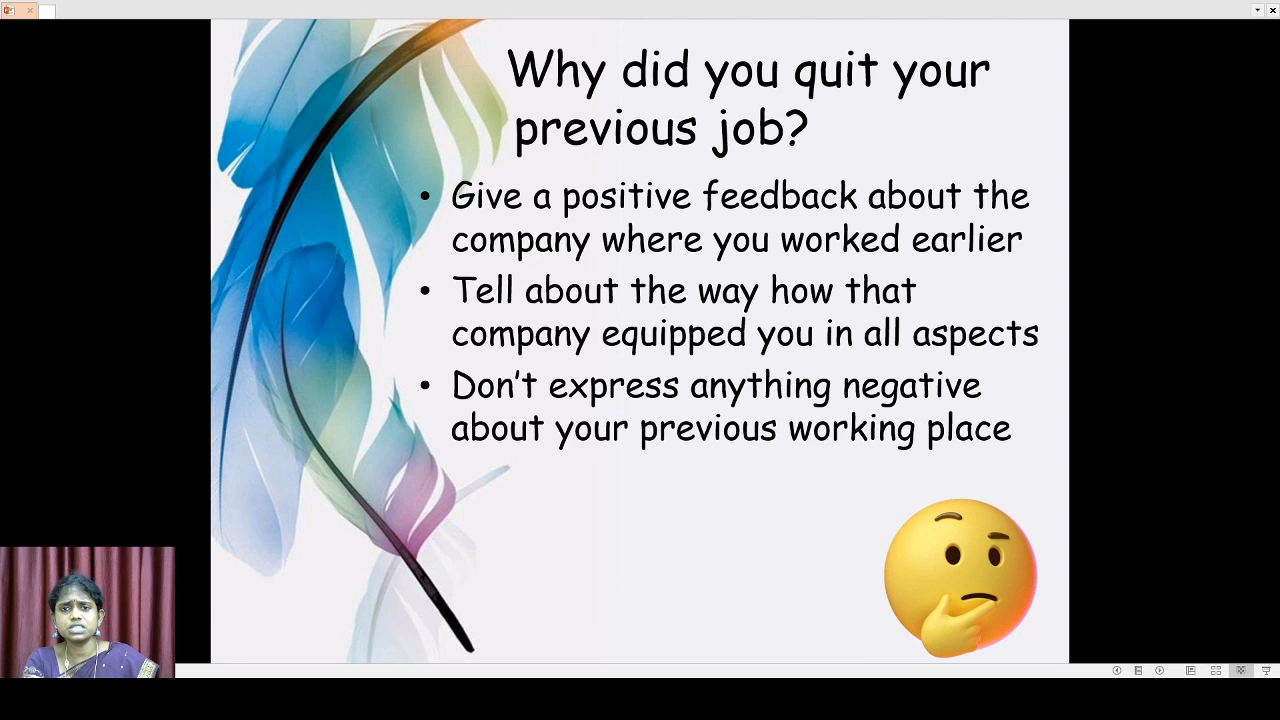 Why did you quit your
previous job?
• Give a positive feedback about the
company where you worked earlier
• Tell about the way how that
company equipped you in all aspects
• Don’t express anything negative
about your previous working place